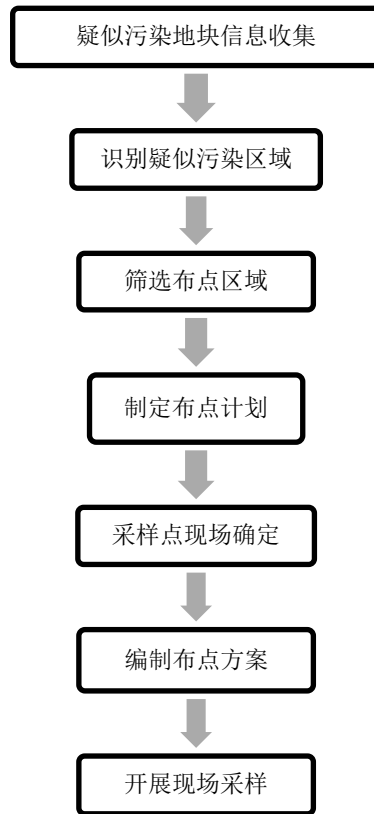 疑似污染地块信息收集
识别疑似污染区域
筛选布点区域
制定布点计划
采样点现场确定
编制布点方案
开展现场采样